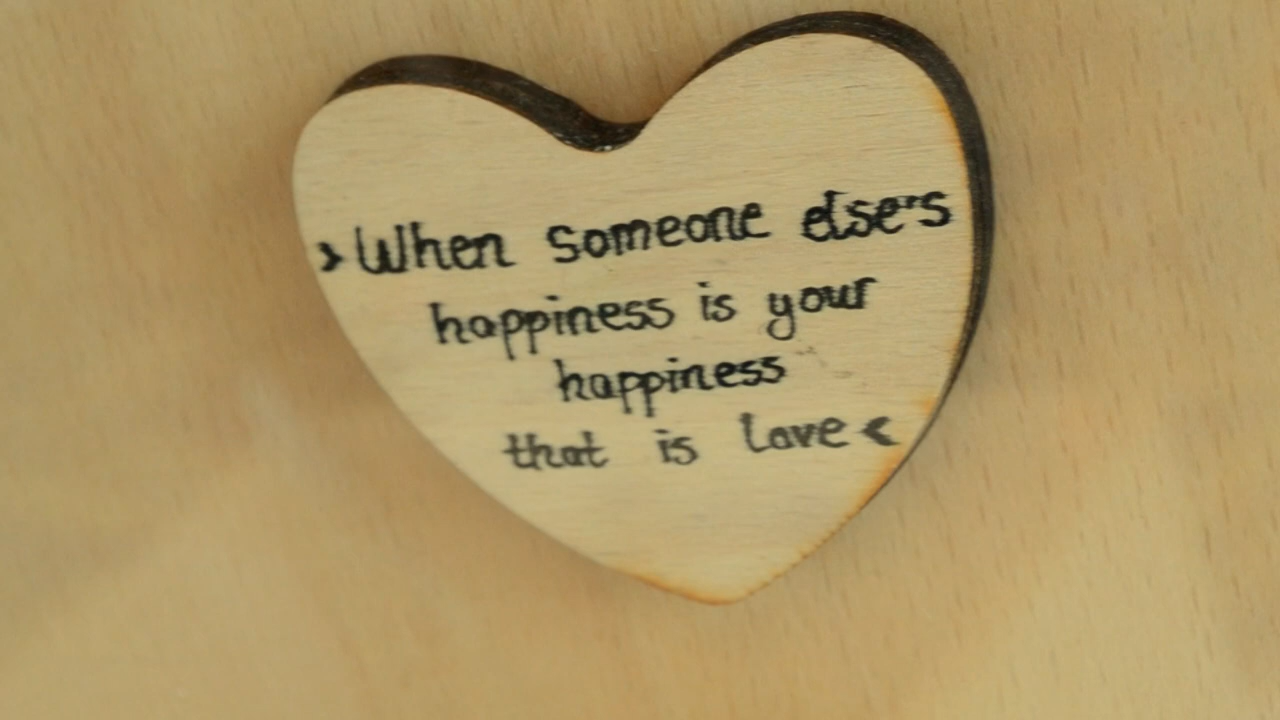 ›When someone else's
happiness is your
happiness
that is love‹